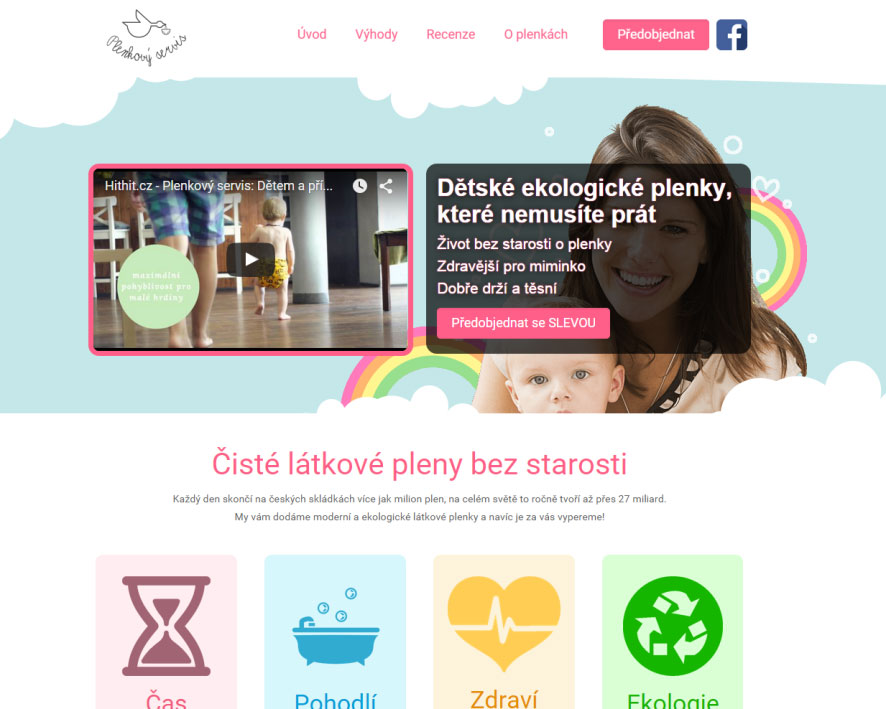 Plenkový servis
Úvod
Výhody
Recenze
O plenkách
Předobjednat
f
Hithit.cz - Plenkový servis: Dětem a pří...
maximální
pohyblivost pro
malé hrdiny
Dětské ekologické plenky,
které nemusíte prát
Život bez starosti o plenky
Zdravější pro miminko
Dobře drží a těsní
Předobjednat se SLEVOU
Čisté látkové pleny bez starosti
Každý den skončí na českých skládkách více jak milion plen, na celém světě to ročně tvoří až přes 27 miliard.
My vám dodáme moderní a ekologické látkové plenky a navíc je za vás vypereme!
Čas
Pohodlí
Zdraví
Ekologie